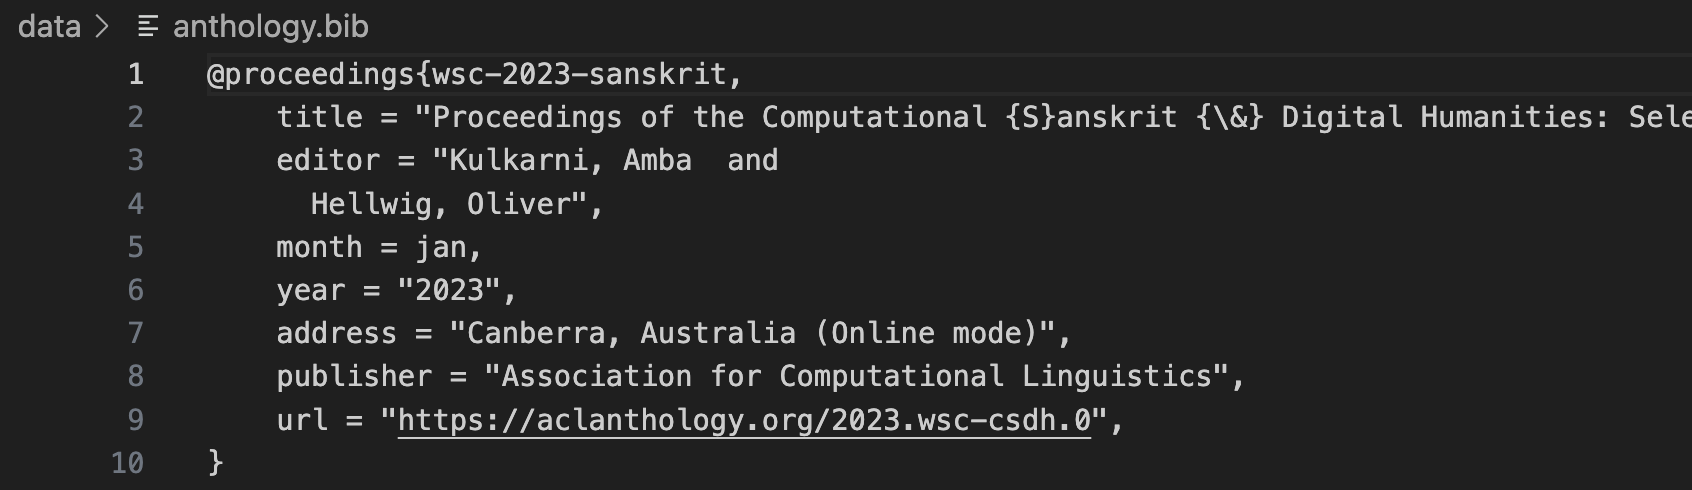 data > anthology.bib
1 @proceedings{wsc-2023-sanskrit,
2     title = "Proceedings of the Computational {S}anskrit {\&} Digital Humanities: Sele
3     editor = "Kulkarni, Amba  and
4       Hellwig, Oliver",
5     month = jan,
6     year = "2023",
7     address = "Canberra, Australia (Online mode)",
8     publisher = "Association for Computational Linguistics",
9     url = "https://aclanthology.org/2023.wsc-csdh.0",
10 }